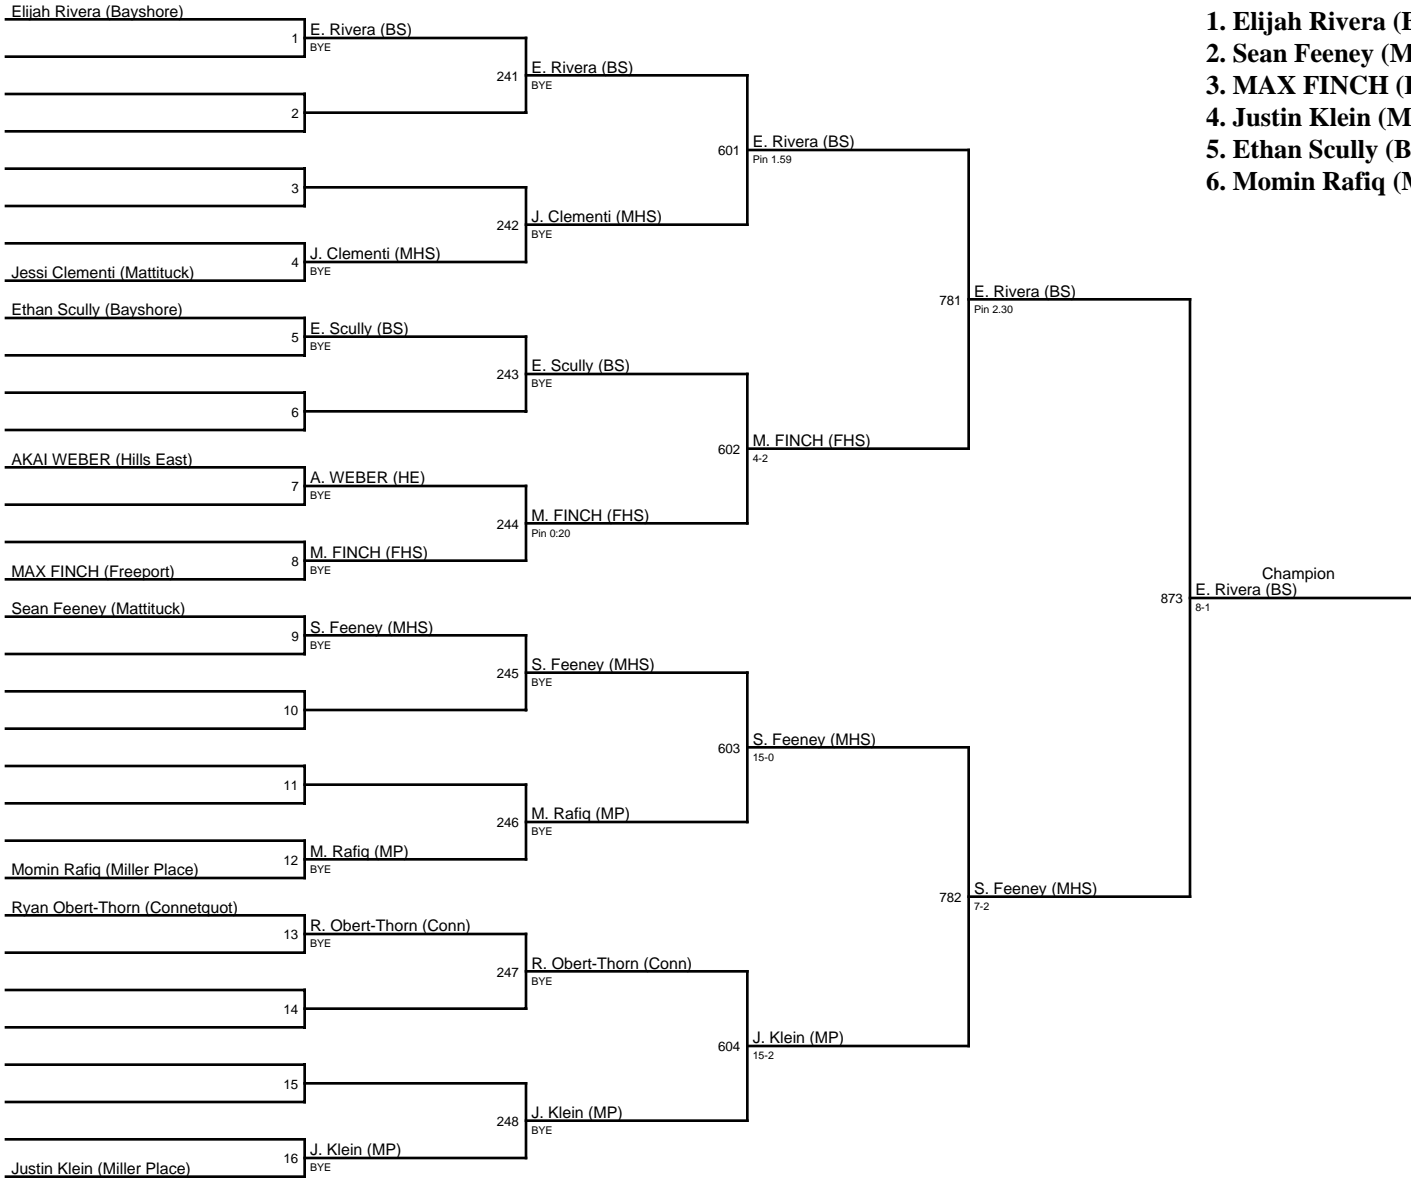 Elijah Rivera (Bayshore)
1
E. Rivera (BS)
BYE
241
E. Rivera (BS)
BYE
2
601
E. Rivera (BS)
Pin 1.59
3
242
J. Clementi (MHS)
BYE
4
J. Clementi (MHS)
BYE
Jessi Clementi (Mattituck)
781
E. Rivera (BS)
Pin 2.30
Ethan Scully (Bayshore)
5
E. Scully (BS)
BYE
243
E. Scully (BS)
BYE
6
602
M. FINCH (FHS)
4-2
AKAI WEBER (Hills East)
7
A. WEBER (HE)
BYE
244
M. FINCH (FHS)
Pin 0:20
8
M. FINCH (FHS)
BYE
MAX FINCH (Freeport)
Champion
873
E. Rivera (BS)
8-1
Sean Feeney (Mattituck)
9
S. Feeney (MHS)
BYE
245
S. Feeney (MHS)
BYE
10
603
S. Feeney (MHS)
15-0
11
246
M. Rafiq (MP)
BYE
12
M. Rafiq (MP)
BYE
Momin Rafiq (Miller Place)
782
S. Feeney (MHS)
7-2
Ryan Obert-Thorn (Connetquot)
13
R. Obert-Thorn (Conn)
BYE
247
R. Obert-Thorn (Conn)
BYE
14
604
J. Klein (MP)
15-2
15
248
J. Klein (MP)
BYE
16
J. Klein (MP)
BYE
Justin Klein (Miller Place)
1. Elijah Rivera (
2. Sean Feeney (M
3. MAX FINCH (
4. Justin Klein (M
5. Ethan Scully (B
6. Momin Rafiq (